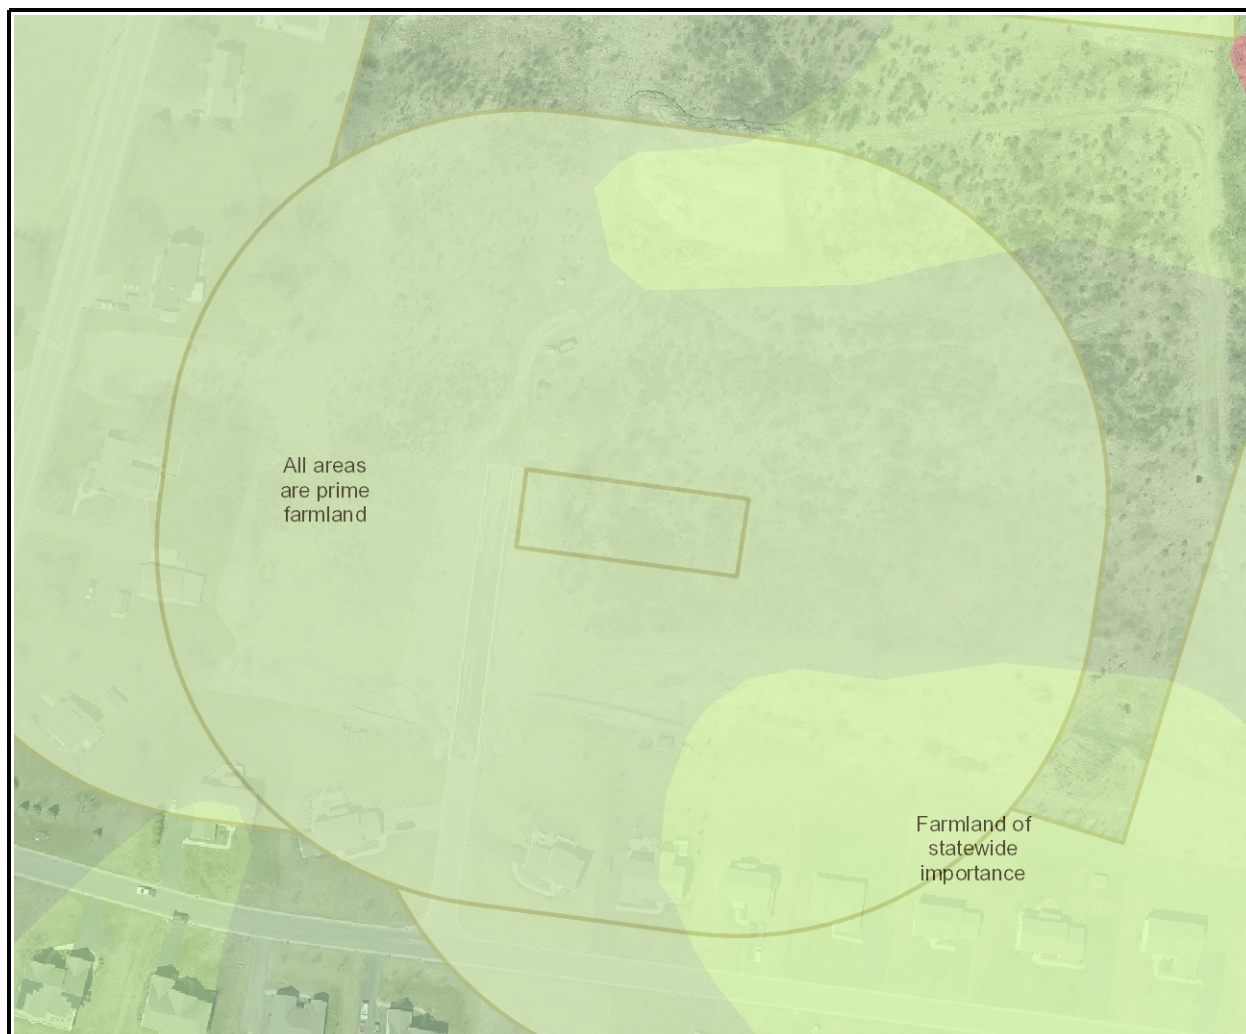 All areas
are prime
farmland
Farmland of
statewide
importance